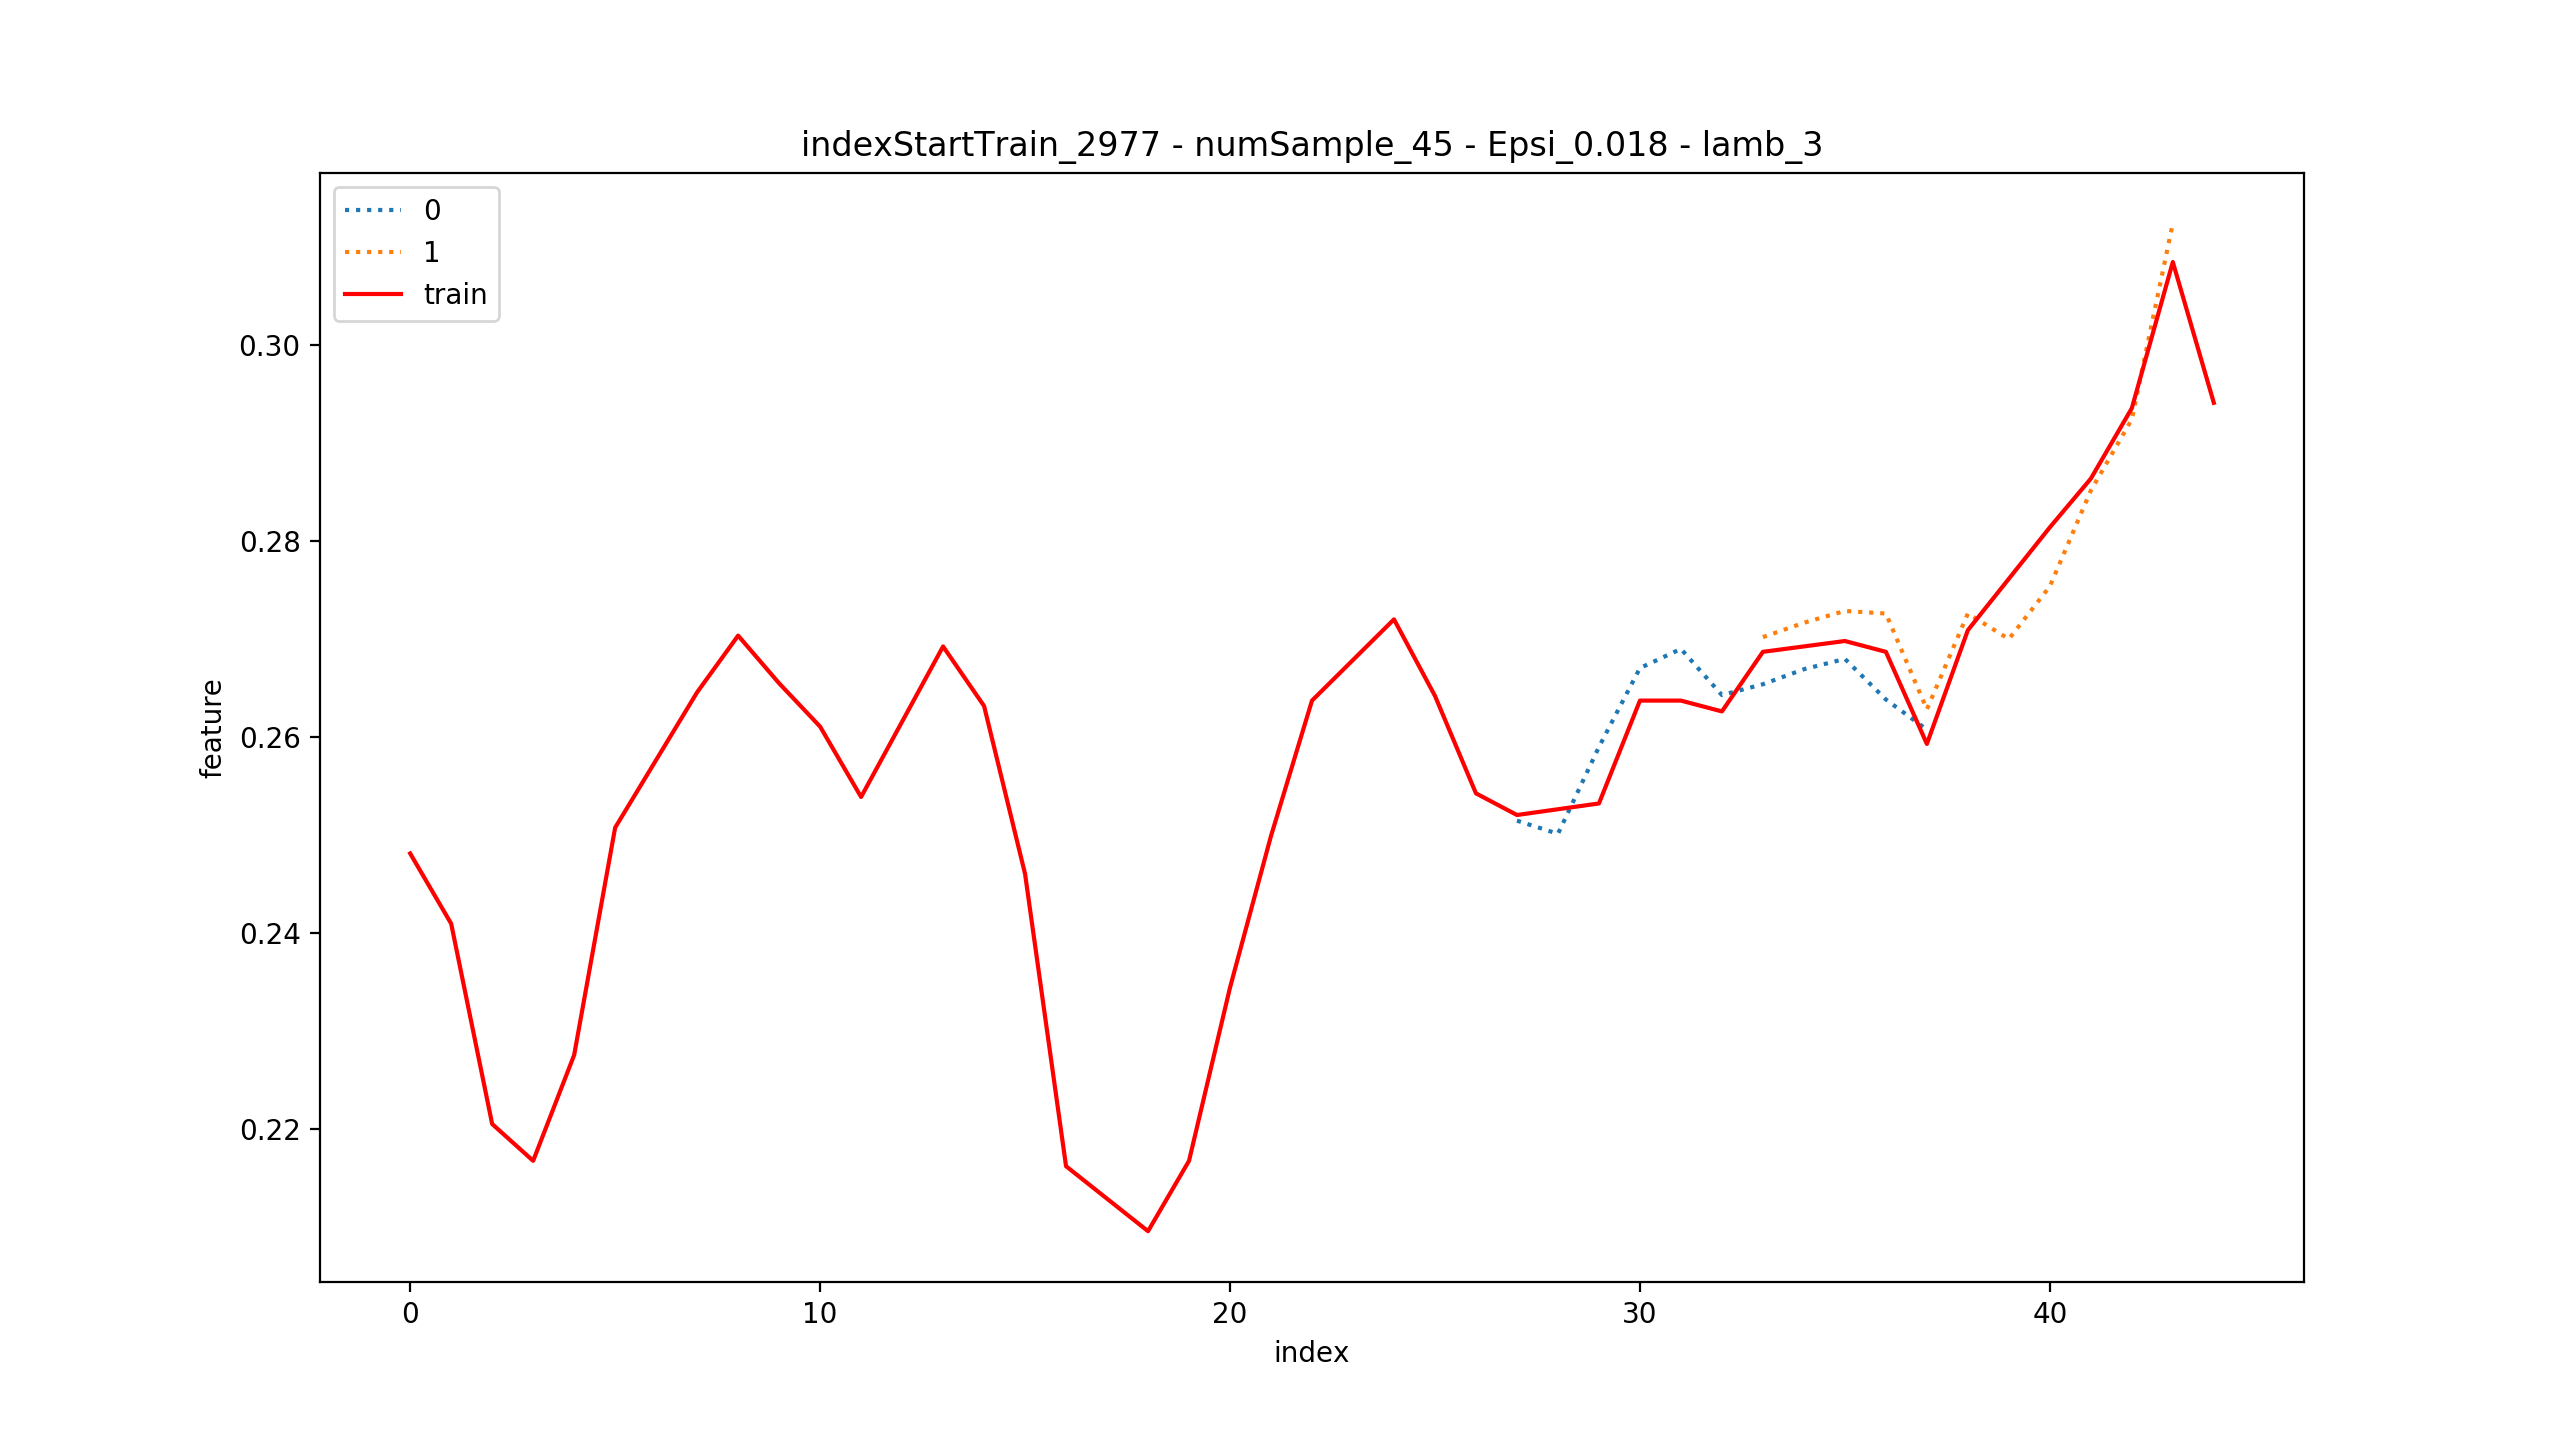 indexStartTrain_2977 - numSample_45 - Epsi_0.018 - lamb_3
0
1
train
0.30
0.28
0.26
0.24
0.22
feature
0 10 20 30 40
index